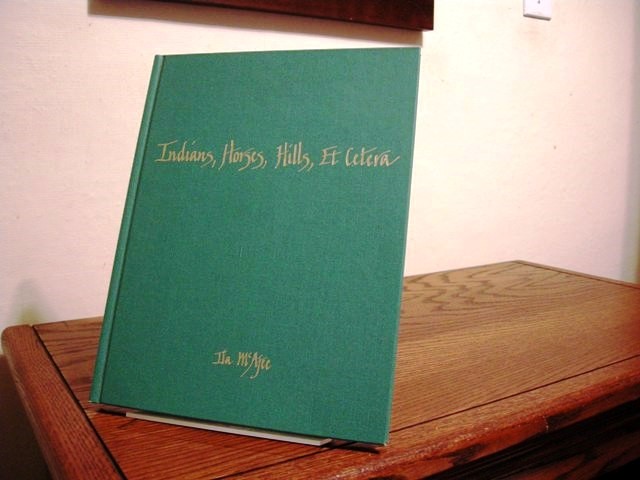 Indians, Horses, Hills, Et Cetera
Ila McAfee